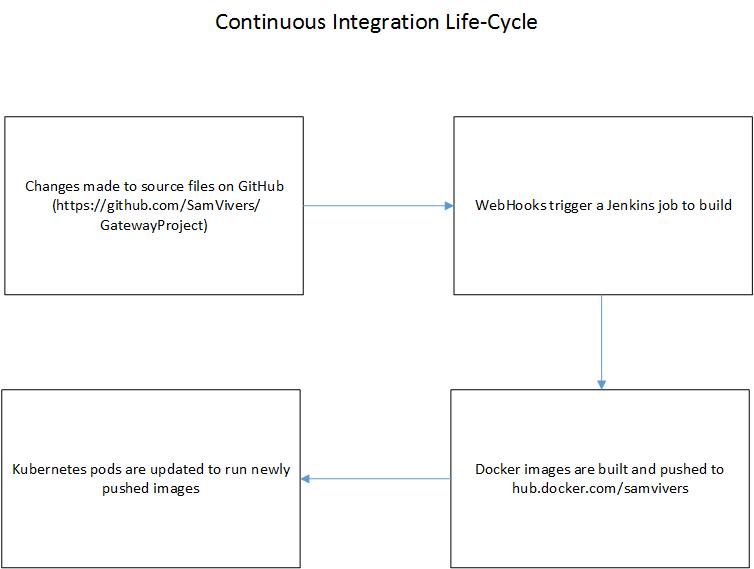 Continuous Integration Life-Cycle
Changes made to source files on GitHub
(https://github.com/SamVivers/
GatewayProject)
WebHooks trigger a Jenkins job to build
Docker images are built and pushed to
hub.docker.com/samvivers
Kubernetes pods are updated to run newly
pushed images